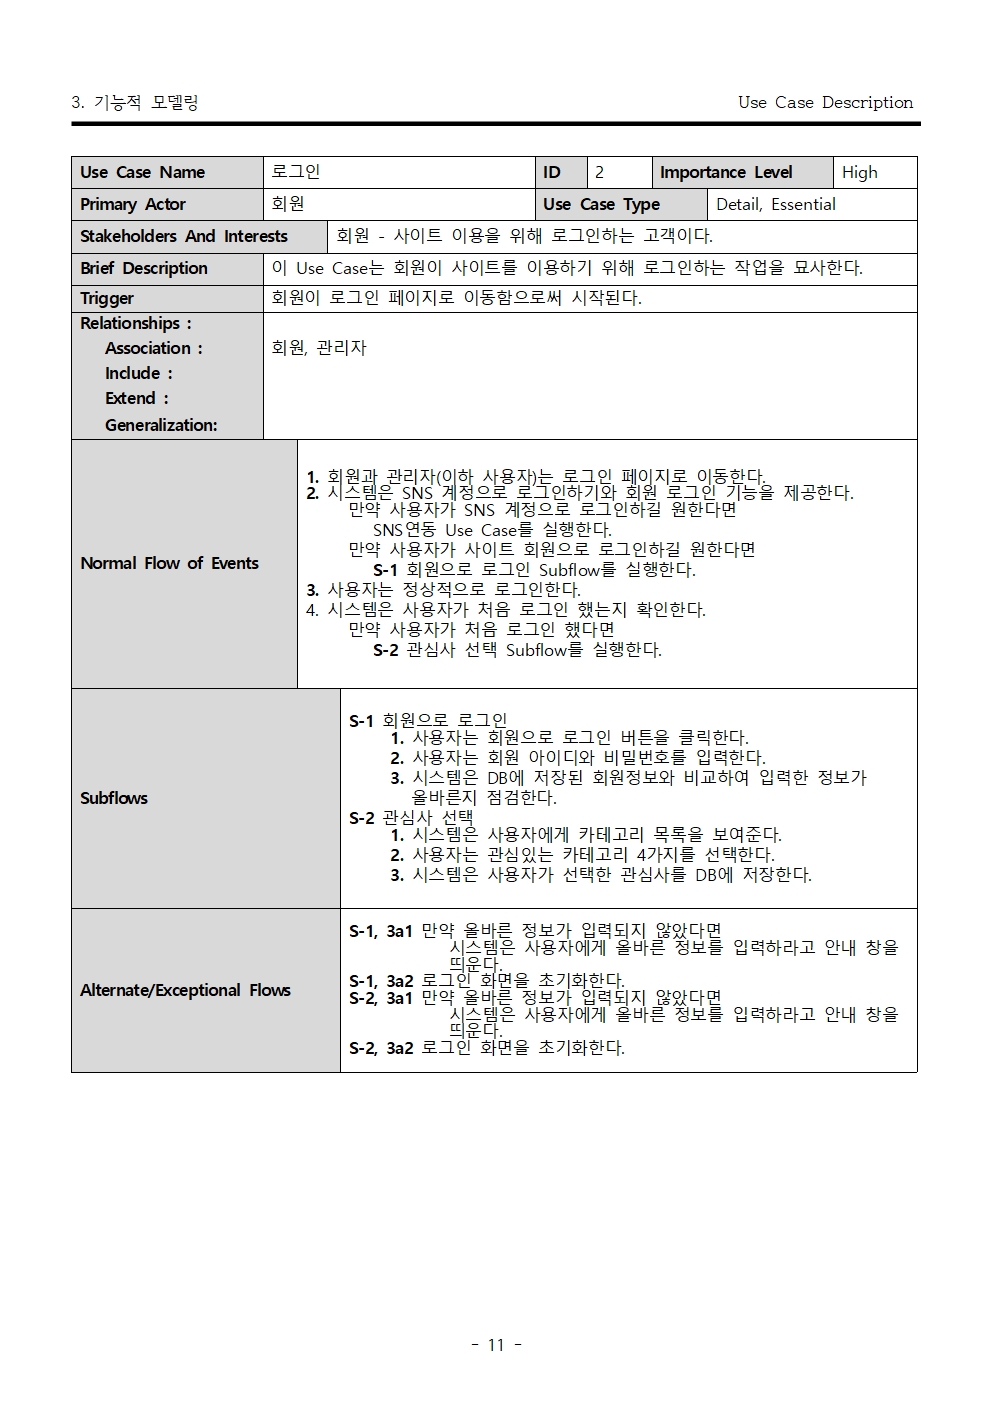 3. 기능적 모델링
Use Case Description
Use Case Name
로그인
ID
2
Importance Level
High
Primary Actor
회원
Use Case Type
Detail, Essential
Stakeholders And Interests
회원 - 사이트 이용을 위해 로그인하는 고객이다.
Brief Description
이 Use Case는 회원이 사이트를 이용하기 위해 로그인하는 작업을 묘사한다.
Trigger
회원이 로그인 페이지로 이동함으로써 시작된다.
Relationships :
Association :
회원, 관리자
Include :
Extend :
Generalization:
Normal Flow of Events
1. 회원과 관리자(이하 사용자)는 로그인 페이지로 이동한다.
2. 시스템은 SNS 계정으로 로그인하기와 회원 로그인 기능을 제공한다.
만약 사용자가 SNS 계정으로 로그인하길 원한다면
SNS연동 Use Case를 실행한다.
만약 사용자가 사이트 회원으로 로그인하길 원한다면
S-1 회원으로 로그인 Subflow를 실행한다.
3. 사용자는 정상적으로 로그인한다.
4. 시스템은 사용자가 처음 로그인 했는지 확인한다.
만약 사용자가 처음 로그인 했다면
S-2 관심사 선택 Subflow를 실행한다.
Subflows
S-1 회원으로 로그인
1. 사용자는 회원으로 로그인 버튼을 클릭한다.
2. 사용자는 회원 아이디와 비밀번호를 입력한다.
3. 시스템은 DB에 저장된 회원정보와 비교하여 입력한 정보가
올바른지 점검한다.
S-2 관심사 선택
1. 시스템은 사용자에게 카테고리 목록을 보여준다.
2. 사용자는 관심있는 카테고리 4가지를 선택한다.
3. 시스템은 사용자가 선택한 관심사를 DB에 저장한다.
Alternate/Exceptional Flows
S-1, 3a1 만약 올바른 정보가 입력되지 않았다면
시스템은 사용자에게 올바른 정보를 입력하라고 안내 창을
띄운다.
S-1, 3a2 로그인 화면을 초기화한다.
S-2, 3a1 만약 올바른 정보가 입력되지 않았다면
시스템은 사용자에게 올바른 정보를 입력하라고 안내 창을
띄운다.
S-2, 3a2 로그인 화면을 초기화한다.
- 11 -